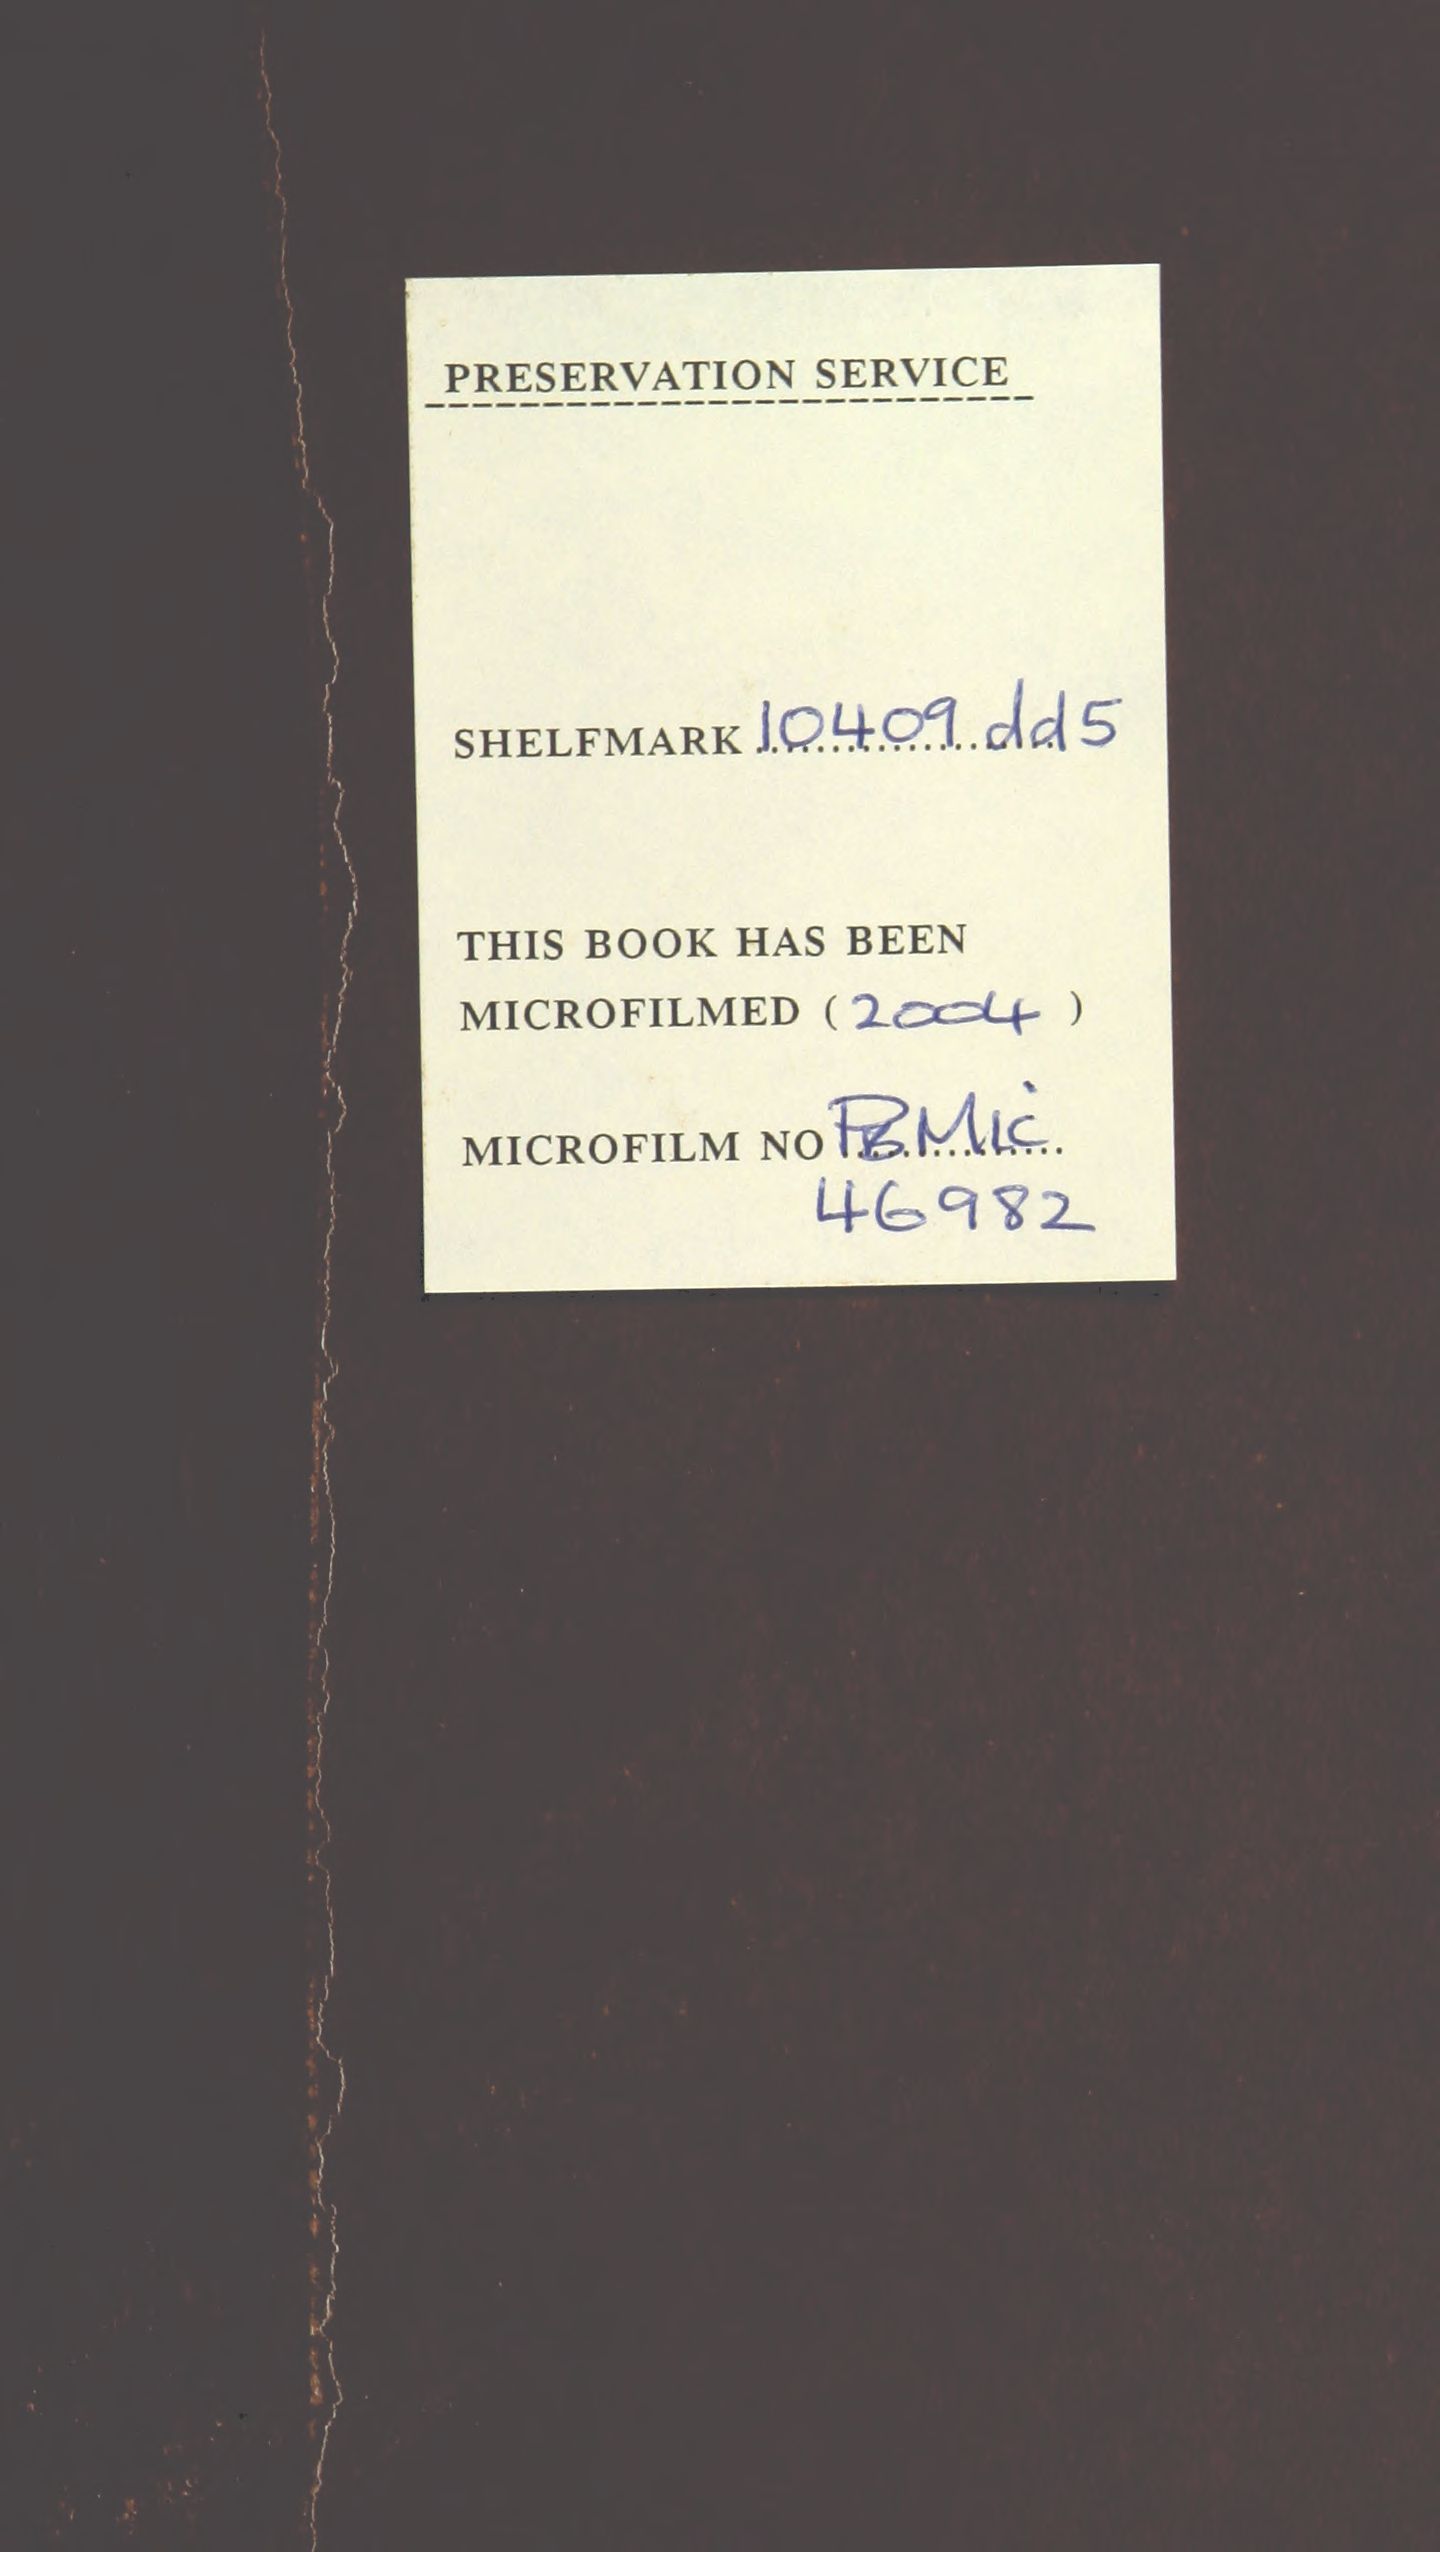 PRESERVATION SERVICE
SHELFMARK 10409.dd5
THIS BOOK HAS BEEN
MICROFILMED (2004)
MICROFILM NO PB.Mic
46982